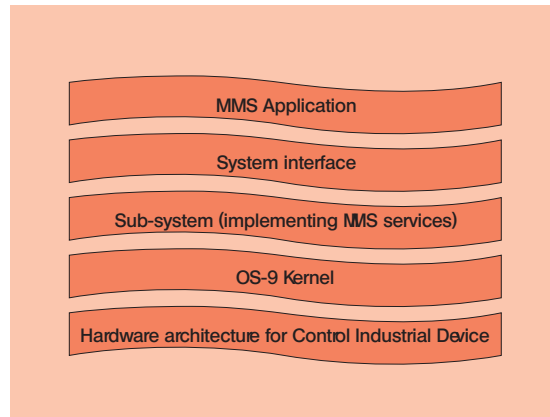 MMS Application
System interface
Sub-system (implementing MMS services)
OS-9 Kernel
Hardware architecture for Control Industrial Device